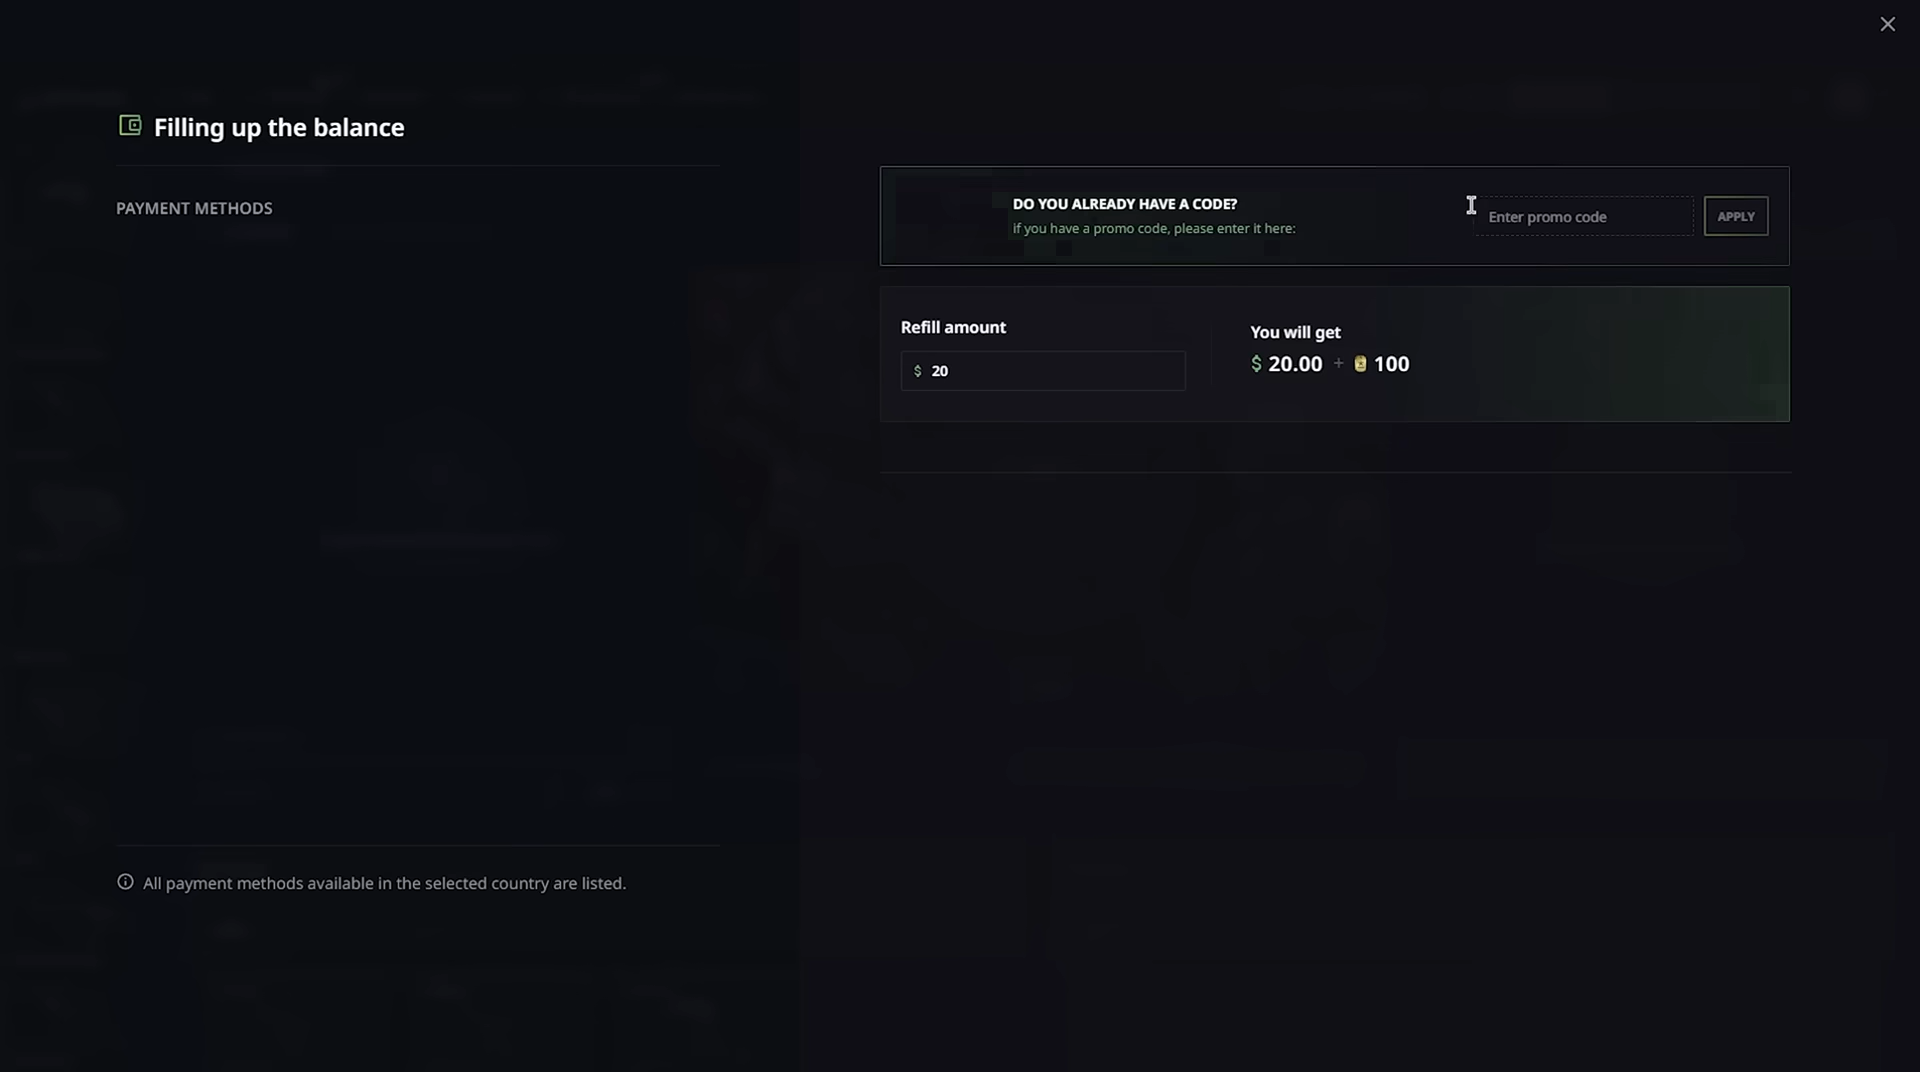 Filling up the balance
PAYMENT METHODS
All payment methods available in the selected country are listed.
DO YOU ALREADY HAVE A CODE?
if you have a promo code, please enter it here:
Enter promo code
APPLY
Refill amount
$ 20
You will get
$ 20.00 + 100